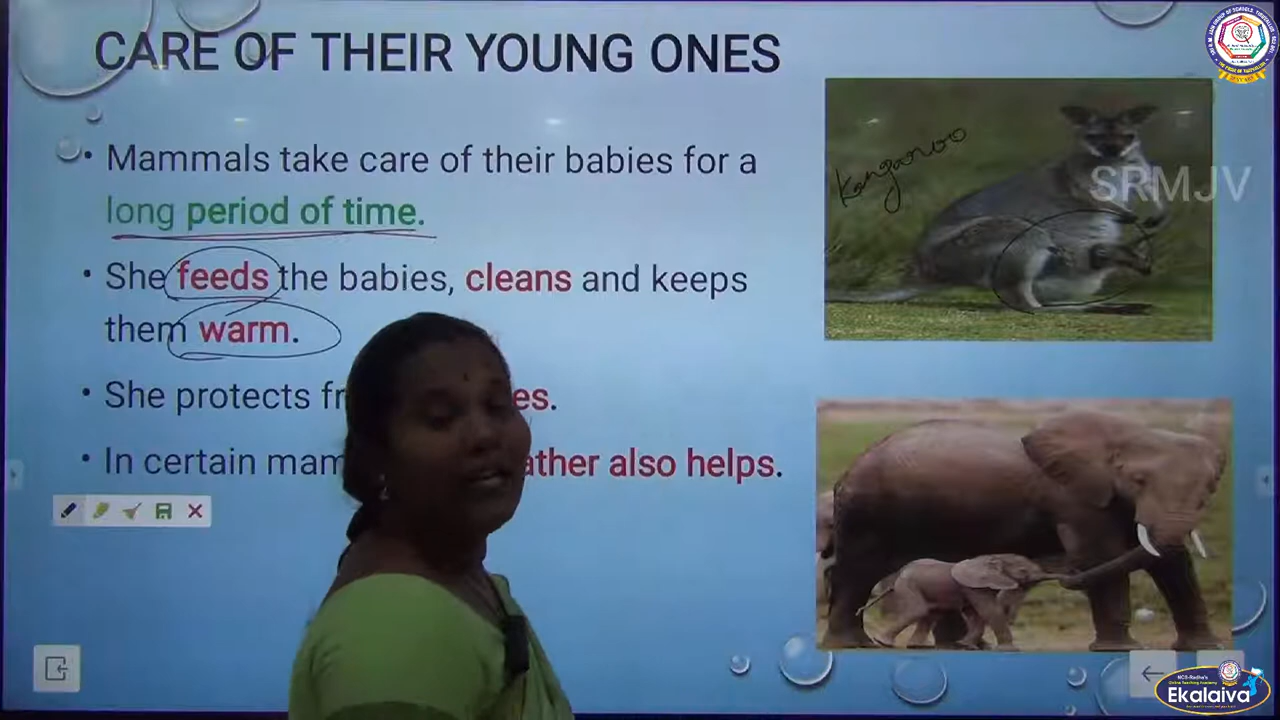 CARE OF THEIR YOUNG ONES
• Mammals take care of their babies for a
long period of time.
• She feeds the babies, cleans and keeps
them warm.
• She protects fr es.
• In certain mam ather also helps.
Kangaroo
SRMJV
Ekalaiva